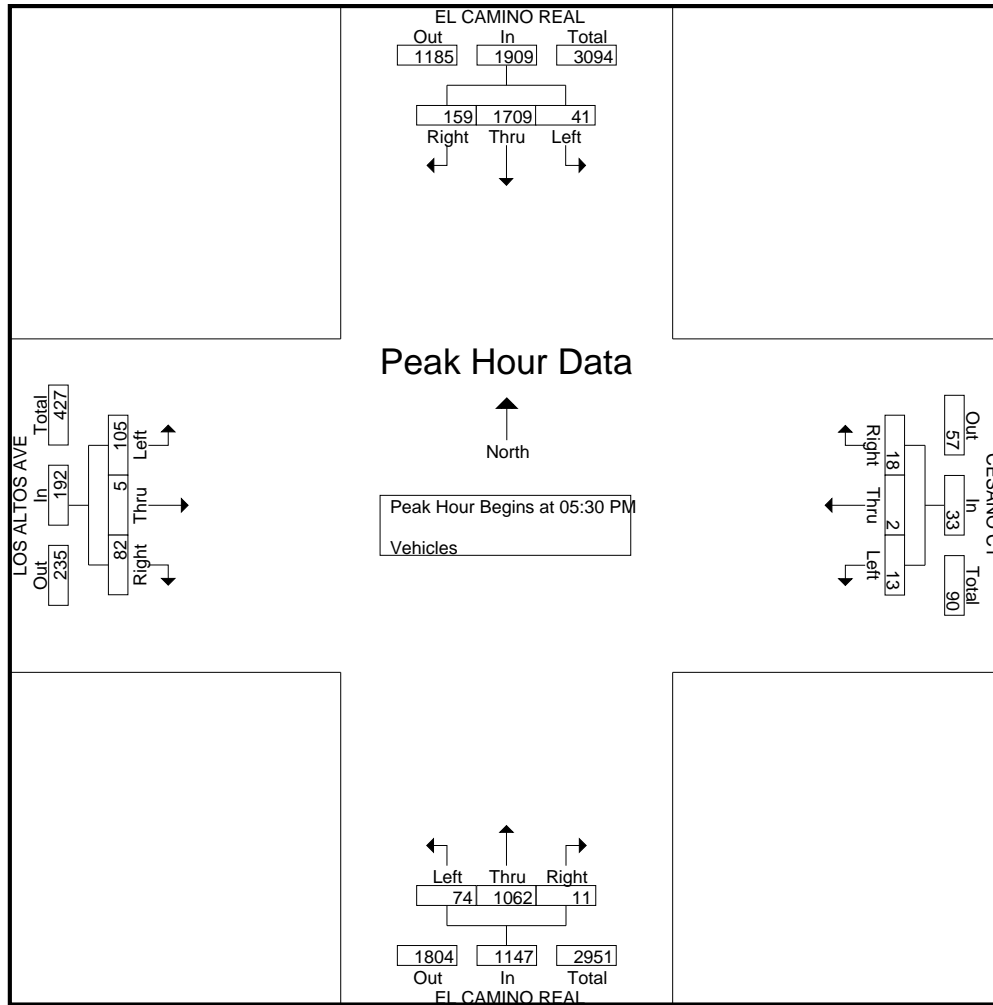 EL CAMINO REAL
Out In Total
1185 1909 3094
159 1709 41
Right Thru Left
Peak Hour Data
North
Peak Hour Begins at 05:30 PM
Vehicles
LOS ALTOS AVE
Out In Total
235 192 427
82 5 105
Right Thru Left
Out In Total
57 33 90
18 2 13
Right Thru Left
Left Thru Right
74 1062 11
1804 1147 2951
Out In Total
EL CAMINO REAL